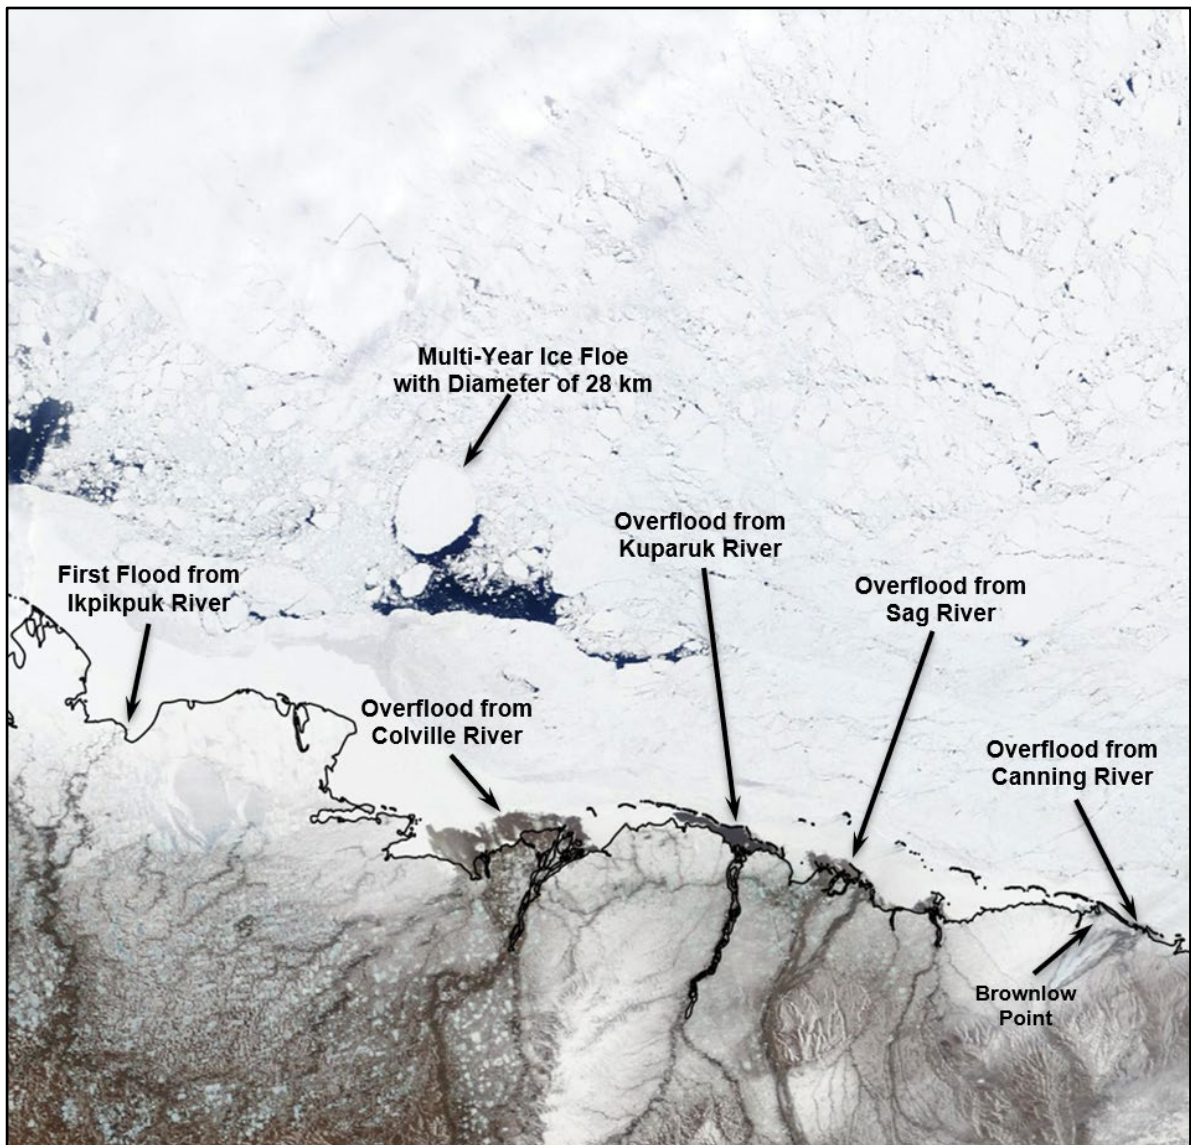 Multi-Year Ice Floe
with Diameter of 28 km
Overflood from
Kuparuk River
First Flood from
Ikpikpuk River
Overflood from
Sag River
Overflood from
Colville River
Overflood from
Canning River
Brownlow
Point